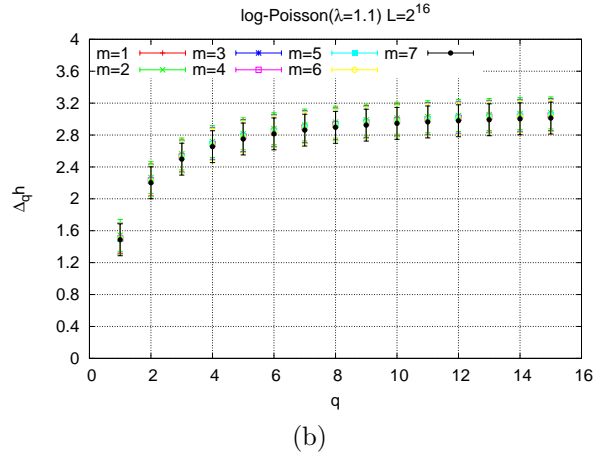 log-Poisson(λ=1.1) L=2^16
m=1 m=3 m=5 m=7
m=2 m=4 m=6
4
3.6
3.2
2.8
2.4
2
1.6
1.2
0.8
0.4
0
Δqh
0 2 4 6 8 10 12 14 16
q
(b)